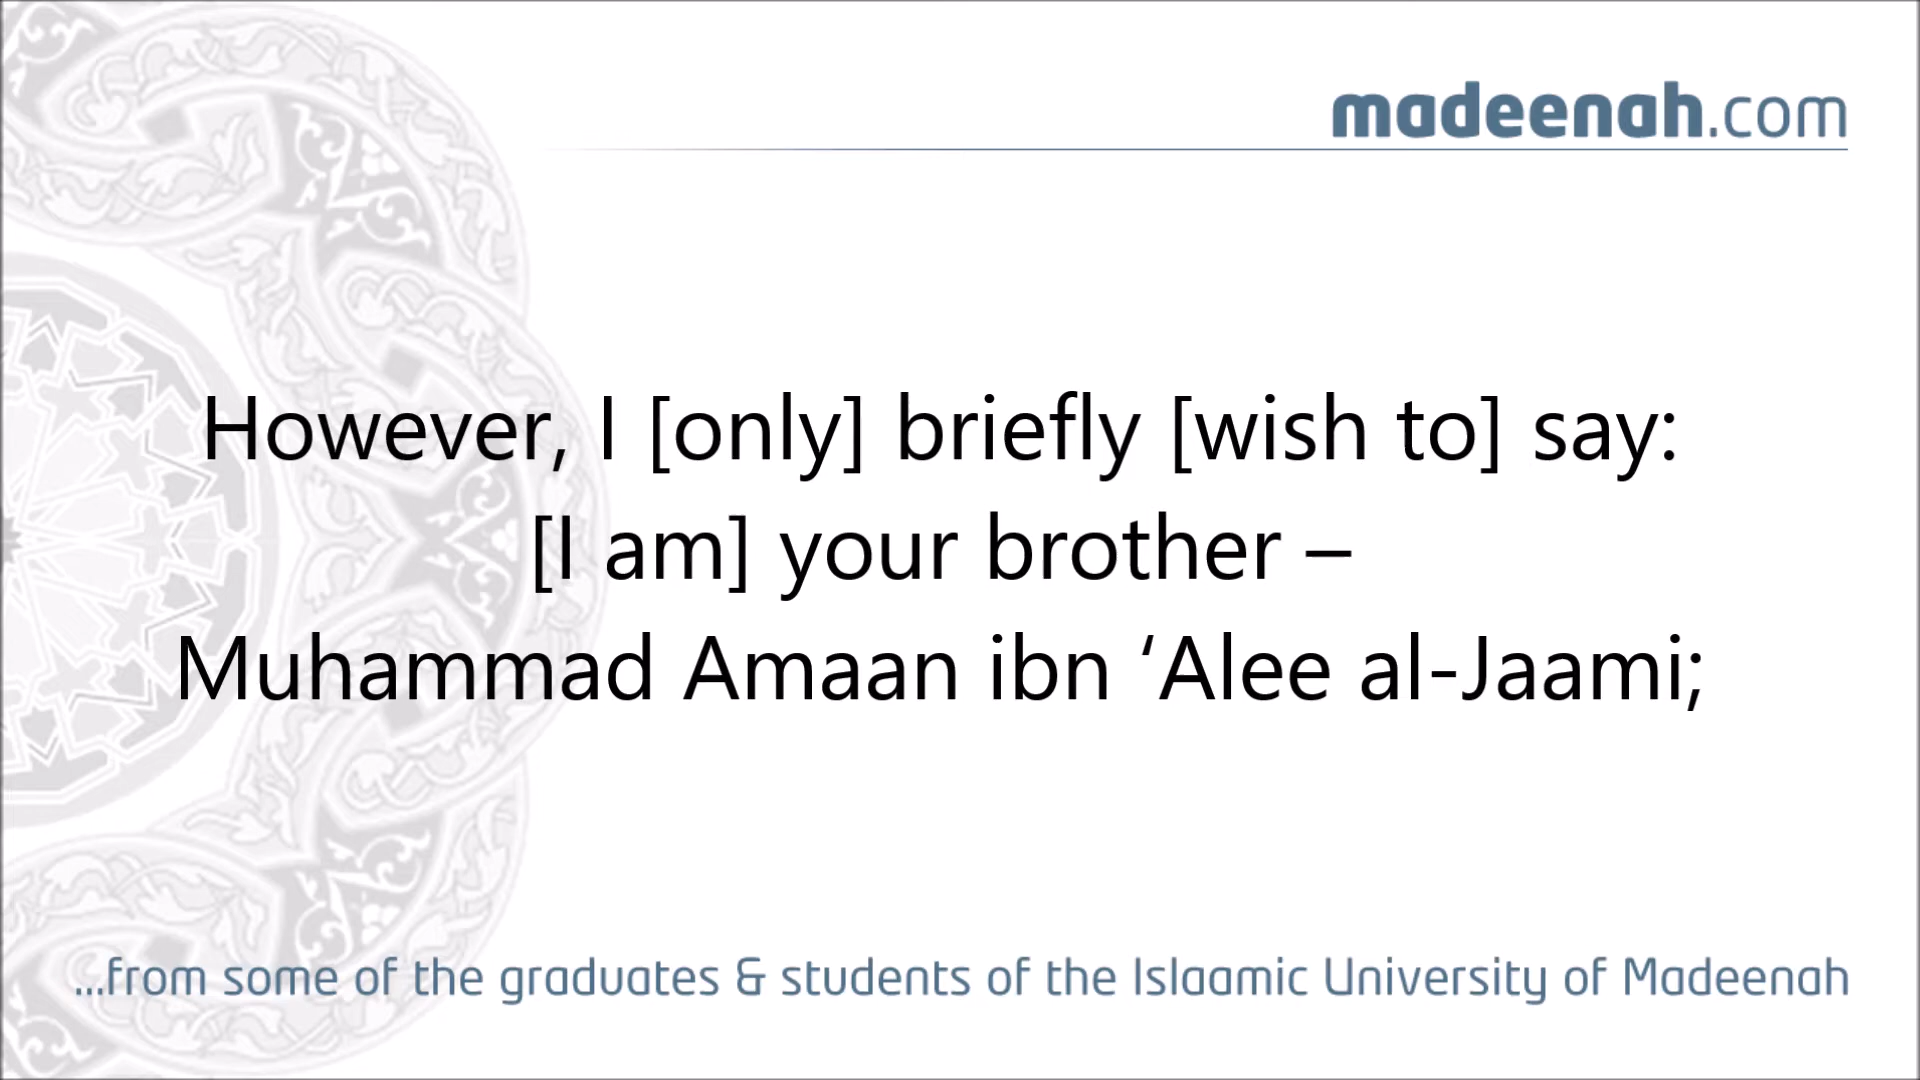 madeenah.com
However, I [only] briefly [wish to] say:
[I am] your brother –
Muhammad Amaan ibn ‘Alee al-Jaami;
...from some of the graduates & students of the Islaamic University of Madeenah